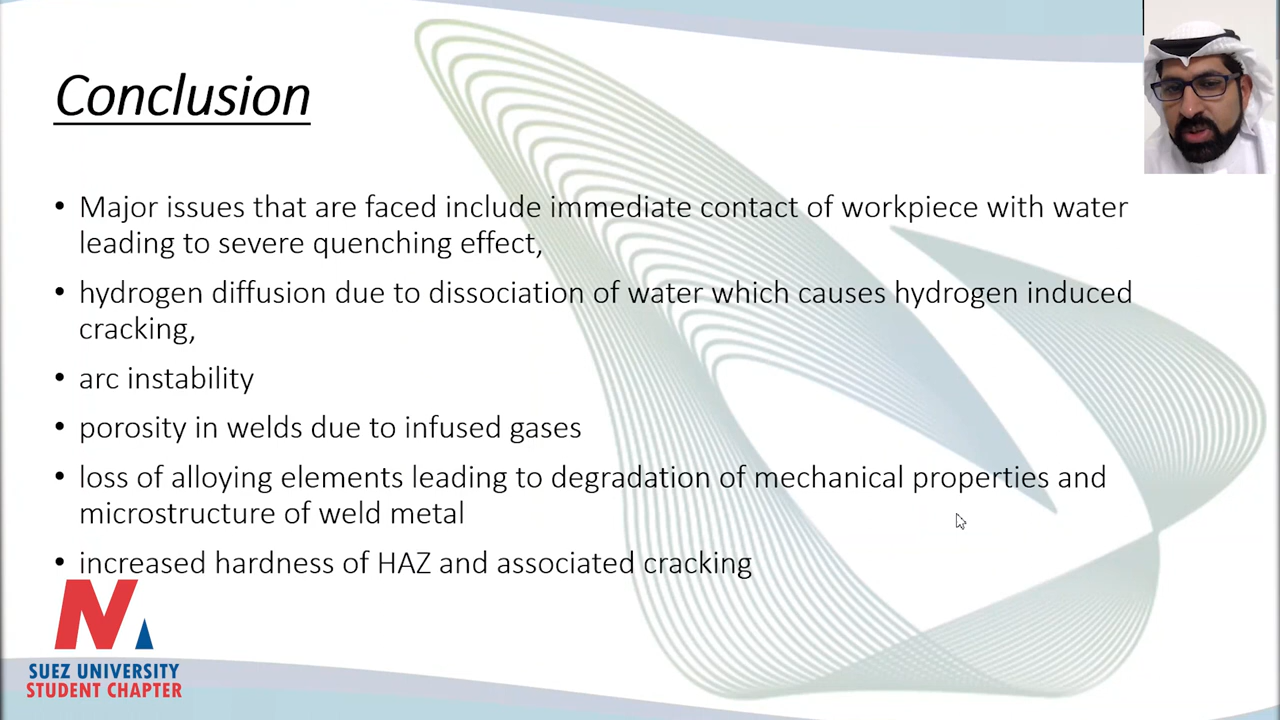 Conclusion
• Major issues that are faced include immediate contact of workpiece with water
leading to severe quenching effect,
• hydrogen diffusion due to dissociation of water which causes hydrogen induced
cracking,
• arc instability
• porosity in welds due to infused gases
• loss of alloying elements leading to degradation of mechanical properties and
microstructure of weld metal
• increased hardness of HAZ and associated cracking
SUEZ UNIVERSITY
STUDENT CHAPTER